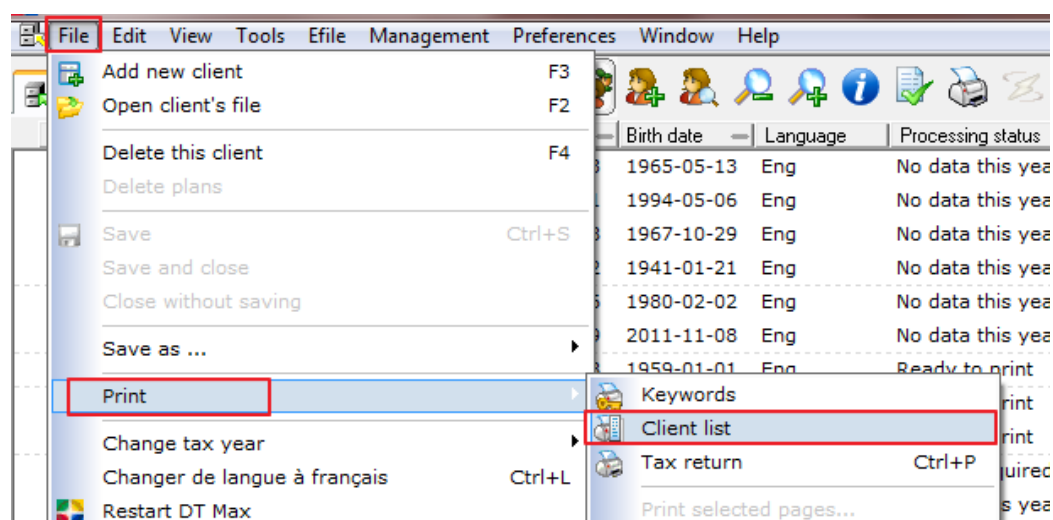 File Edit View Tools Efile Management Preferences Window Help
Add new client F3
Open client's file F2
Birth date Language Processing status
Delete this client F4
1965-05-13 Eng No data this yea
Delete plans
1994-05-06 Eng No data this yea
Save Ctrl+S
1967-10-29 Eng No data this yea
Save and close
1941-01-21 Eng No data this yea
Close without saving
1980-02-02 Eng No data this yea
2011-11-08 Eng No data this yea
Save as ...
1959-01-01 Eng Ready to print
Print
Keywords
rint
Client list
rint
Change tax year
Tax return Ctrl+P
quired
Changer de langue à français Ctrl+L
Restart DT Max
Print selected pages...
s yea